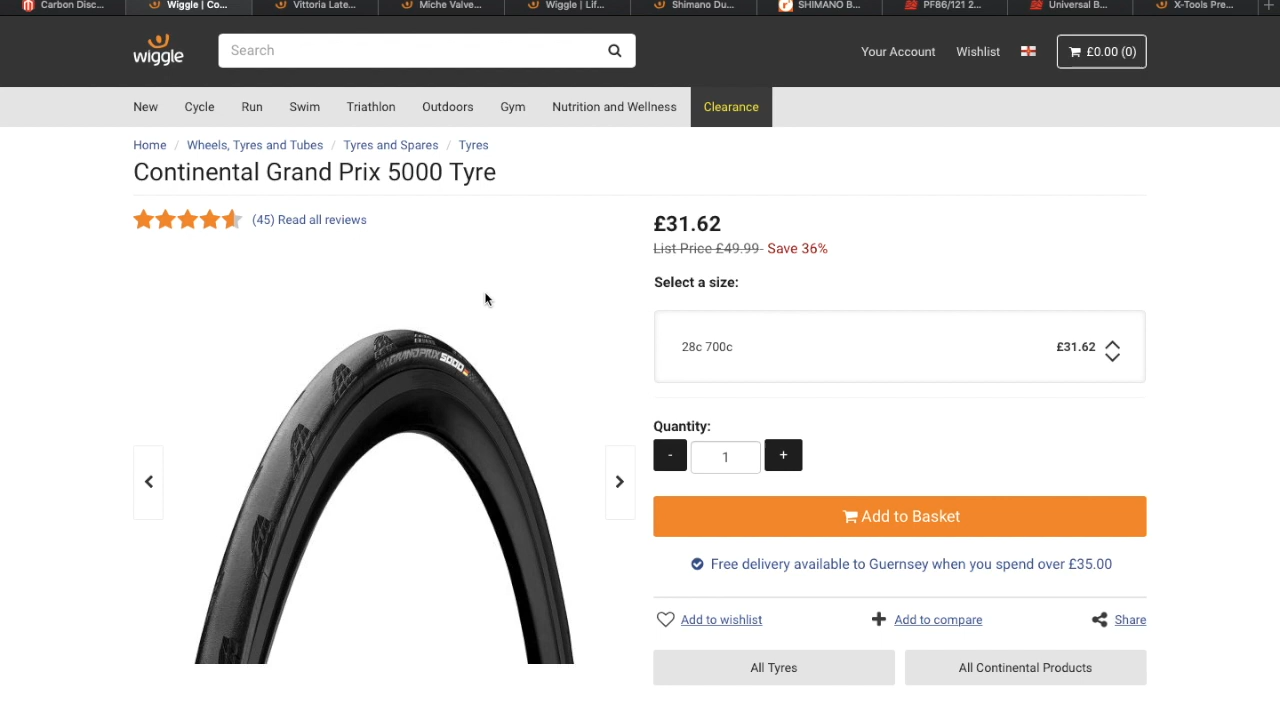 Carbon Disc...
Wiggle | Co...
Vittoria Late...
Miche Valve...
Wiggle | Lif...
Shimano Du...
SHIMANO B...
PF86/121 2...
Universal B...
X-Tools Pre...
wiggle
Search
Your Account
Wishlist
£0.00 (0)
New Cycle Run Swim Triathlon Outdoors Gym Nutrition and Wellness Clearance
Home / Wheels, Tyres and Tubes / Tyres and Spares / Tyres
Continental Grand Prix 5000 Tyre
(45) Read all reviews
£31.62
List Price £49.99 Save 36%
Select a size:
28c 700c £31.62
Quantity:
- 1 +
Add to Basket
Free delivery available to Guernsey when you spend over £35.00
Add to wishlist
Add to compare
Share
All Tyres
All Continental Products
GRAND PRIX 5000